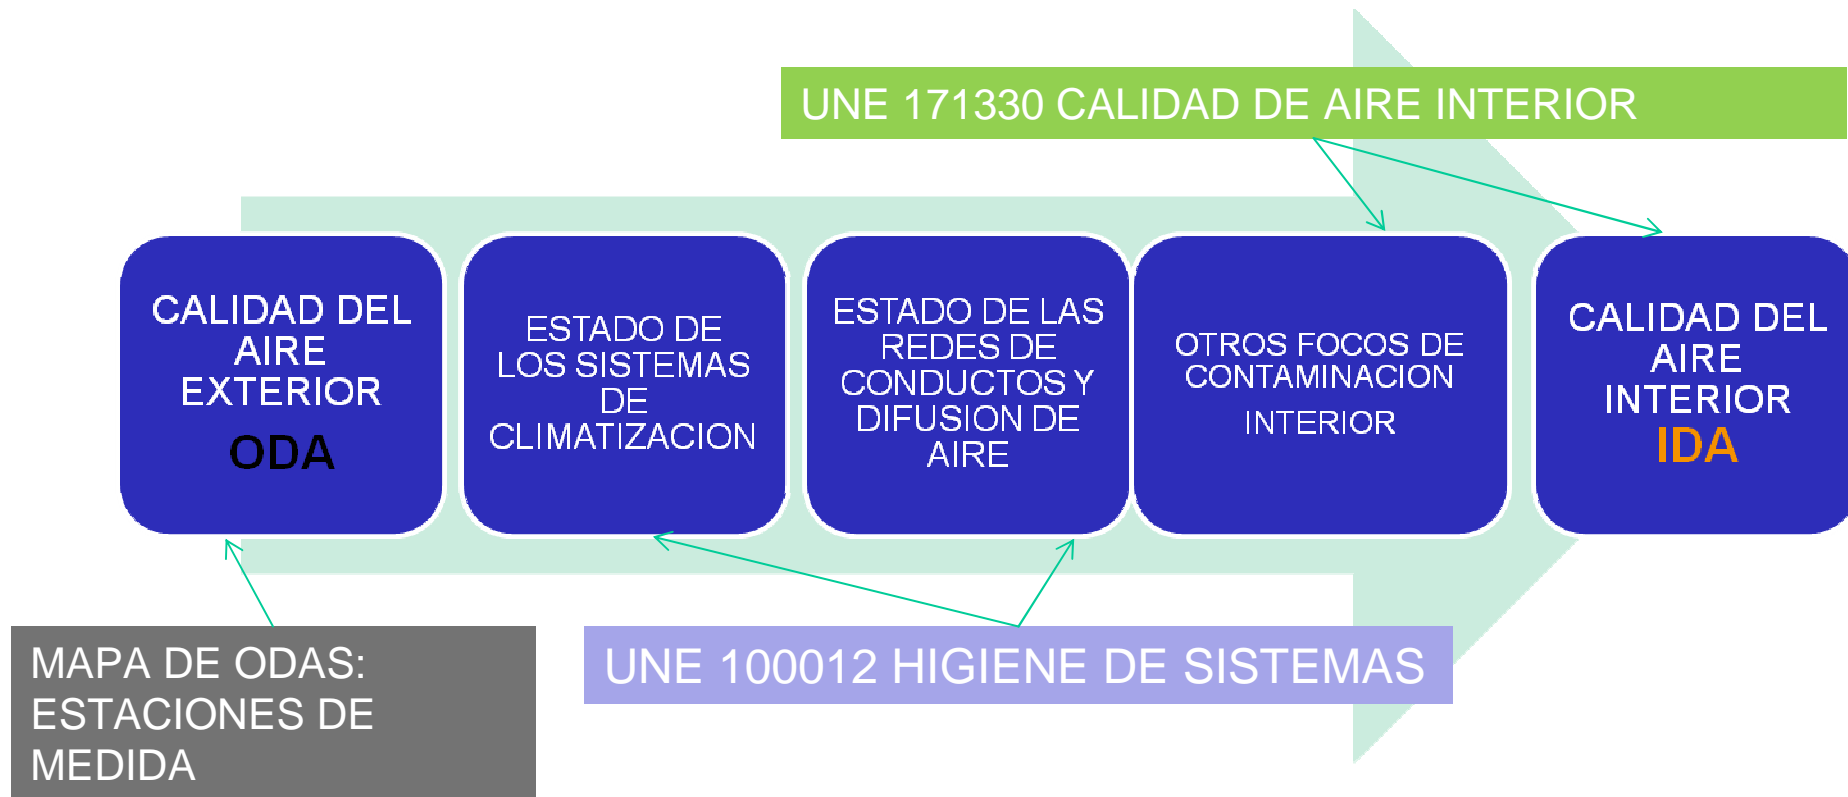 UNE 171330 CALIDAD DE AIRE INTERIOR
CALIDAD DEL
AIRE
EXTERIOR
ODA
ESTADO DE
LOS SISTEMAS
DE
CLIMATIZACION
ESTADO DE LAS
REDES DE
CONDUCTOS Y
DIFUSION DE
AIRE
OTROS FOCOS DE
CONTAMINACION
INTERIOR
CALIDAD DEL
AIRE
INTERIOR
IDA
MAPA DE ODAS:
ESTACIONES DE
MEDIDA
UNE 100012 HIGIENE DE SISTEMAS